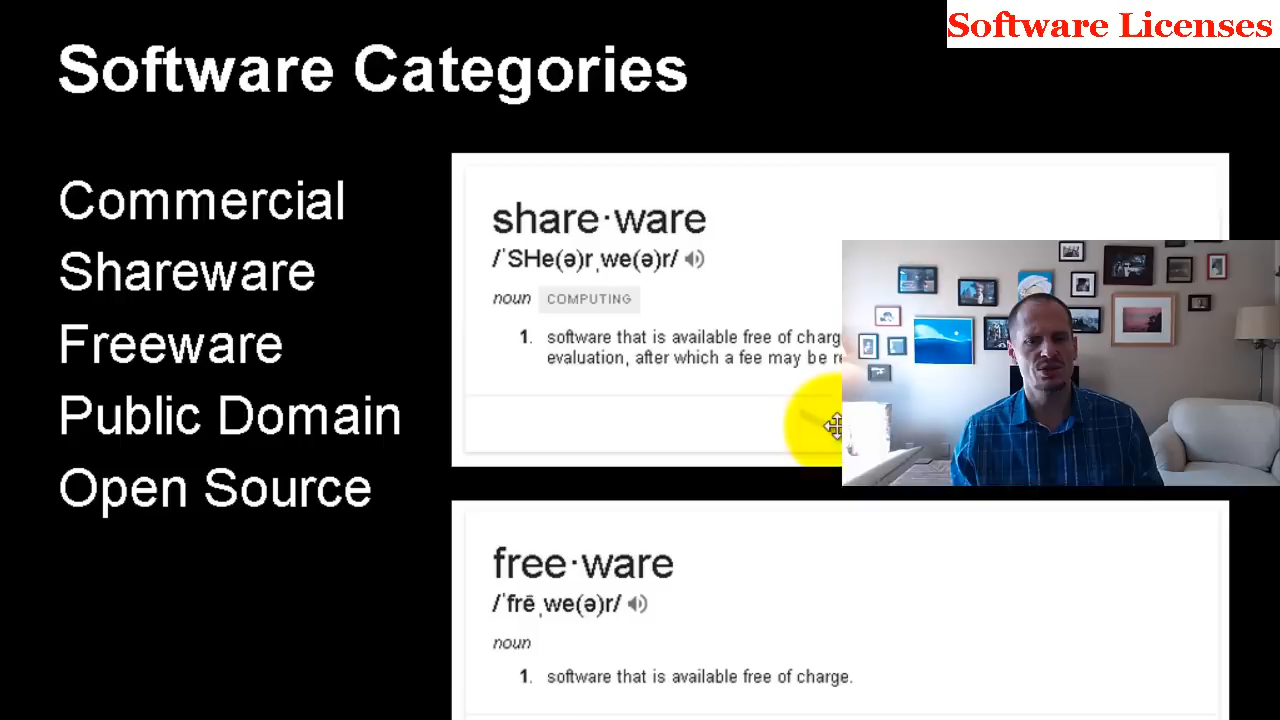 Software Licenses
Software Categories
Commercial
Shareware
Freeware
Public Domain
Open Source
share·ware
/ˈSHe(ə)rˌwe(ə)r/
noun COMPUTING
1. software that is available free of
evaluation, after which a fee may be
free·ware
/ˈfrēˌwe(ə)r/
noun
1. software that is available free of charge.